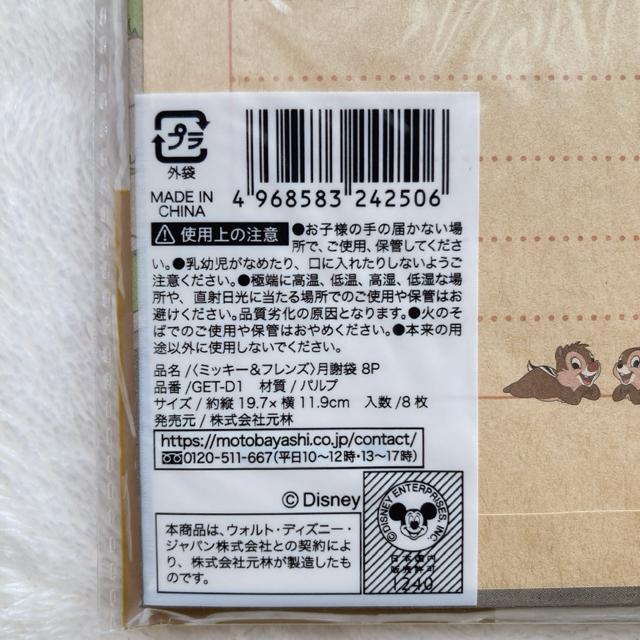 プラ
外袋
MADE IN
CHINA
4 968583 242506
使用上の注意 ●お子様の手の届かない場
所で、ご使用、保管してくださ
い。●乳幼児がなめたり、口に入れたりしないようご
注意ください。●極端に高温、低温、高湿、低湿な場
所や、直射日光に当たる場所でのご使用や保管はお
避けください。品質劣化の原因となります。●火のそ
ばでのご使用や保管はおやめください。●本来の用
途以外に使用しないでください。
品名/〈ミッキー&フレンズ〉月謝袋 8P
品番/GET-D1 材質/パルプ
サイズ/約縦 19.7×横 11.9cm 入数/8枚
発売元/株式会社元林
https://motobayashi.co.jp/contact/
0120-511-667(平日10〜12時・13〜17時)
©Disney
©DISNEY ENTERPRISES, INC.
日本国内
販売許可
1240
本商品は、ウォルト・ディズニー・
ジャパン株式会社との契約によ
り、株式会社元林が製造したも
のです。